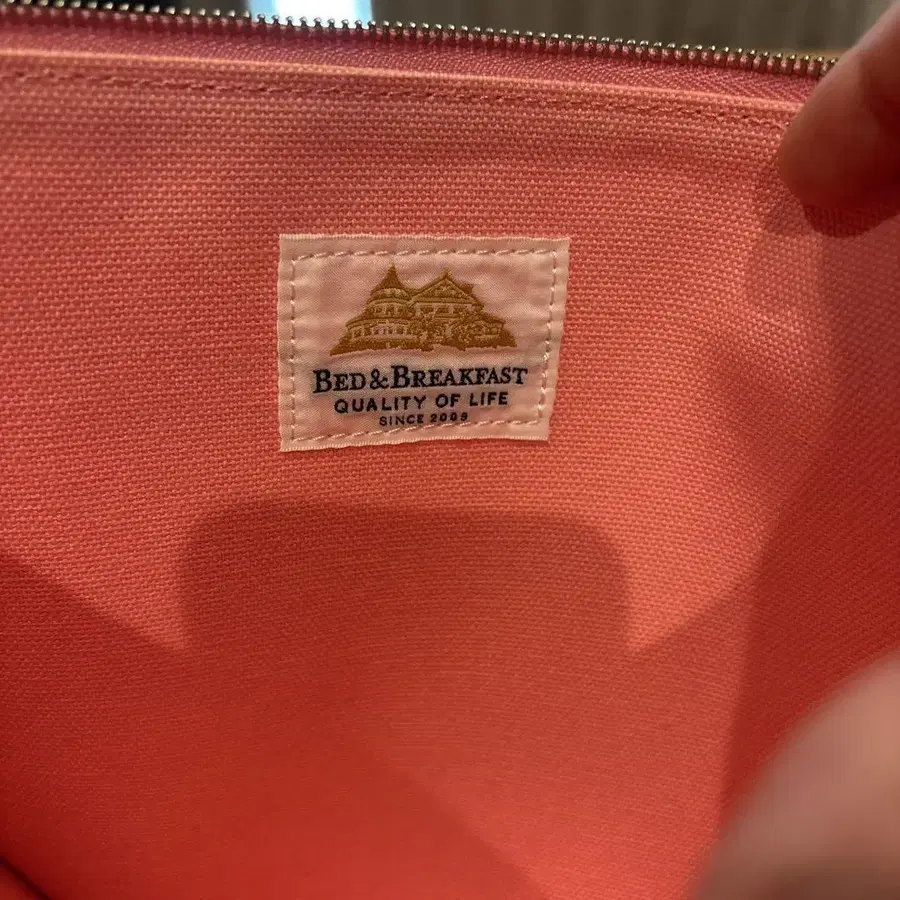 BED & BREAKFAST
QUALITY OF LIFE
SINCE 2009